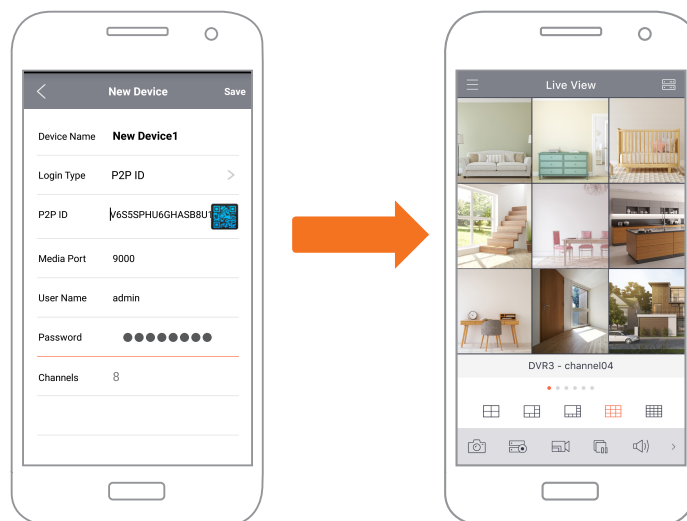 New Device Save
Device Name New Device1
Login Type P2P ID
P2P ID V6S5SPHU6GHASB8U1
Media Port 9000
User Name admin
Password ●●●●●●●●
Channels 8
Live View
DVR3 - channel04